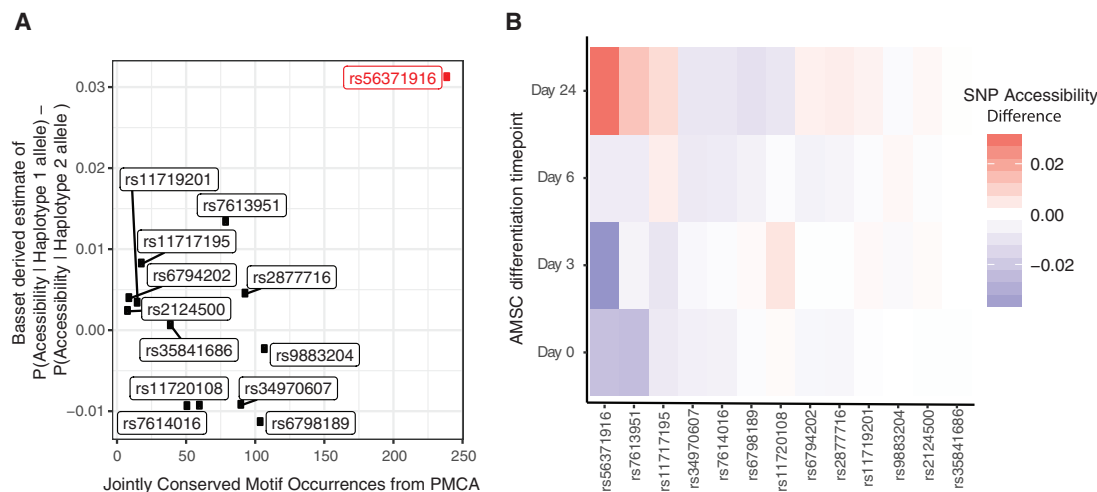 A
Basset derived estimate of
P(Acessibility | Haplotype 1 allele) −
P(Accessibility | Haplotype 2 allele )
0.03
0.02
0.01
0.00
−0.01
rs56371916
rs11719201
rs7613951
rs11717195
rs6794202
rs2877716
rs2124500
rs35841686
rs9883204
rs11720108
rs34970607
rs7614016
rs6798189
0
50
100
150
200
250
Jointly Conserved Motif Occurrences from PMCA
B
AMSC differentiation timepoint
Day 24
Day 6
Day 3
Day 0
rs56371916
rs7613951
rs11717195
rs34970607
rs7614016
rs6798189
rs11720108
rs6794202
rs2877716
rs11719201
rs9883204
rs2124500
rs35841686
SNP Accessibility
Difference
0.02
0.00
−0.02